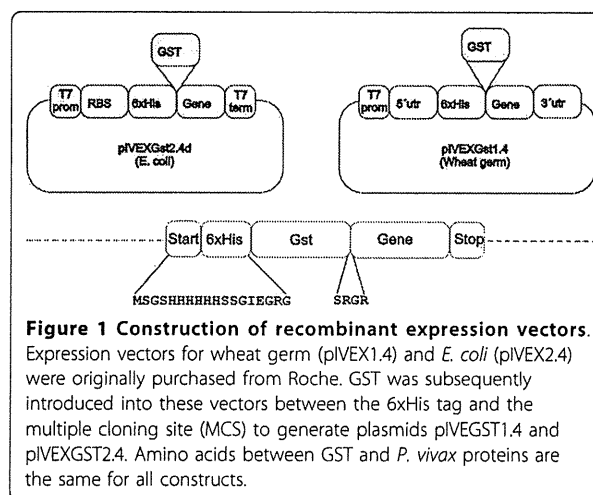 GST GST
T7 prom RBS 6xHis Gene T7 term T7 prom 5´utr 6xHis Gene 3´utr
pIVEXGst2.4d pIVEXGst1.4
(E. coli) (Wheat germ)
Start 6xHis Gst Gene Stop
MSGSHHHHHHSSGIEGRG SRGR
Figure 1 Construction of recombinant expression vectors.
Expression vectors for wheat germ (pIVEX1.4) and E. coli (pIVEX2.4)
were originally purchased from Roche. GST was subsequently
introduced into these vectors between the 6xHis tag and the
multiple cloning site (MCS) to generate plasmids pIVEGST1.4 and
pIVEXGST2.4. Amino acids between GST and P. vivax proteins are
the same for all constructs.